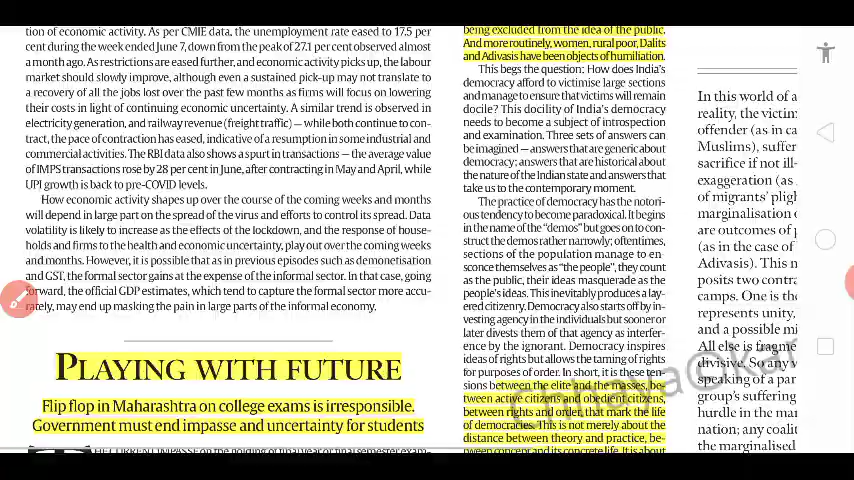 tion of economic activity. As per CMIE data, the unemployment rate eased to 17.5 per
cent during the week ended June 7, down from the peak of 27.1 per cent observed almost
a month ago. As restrictions are eased further, and economic activity picks up, the labour
market should slowly improve, although even a sustained pick-up may not translate to
a recovery of all the jobs lost over the past few months as firms will focus on lowering
their costs in light of continuing economic uncertainty. A similar trend is observed in
electricity generation, and railway revenue (freight traffic) — while both continue to con-
tract, the pace of contraction has eased, indicative of a resumption in some industrial and
commercial activities. The RBI data also shows a spurt in transactions — the average value
of IMPS transactions rose by 28 per cent in June, after contracting in May and April, while
UPI growth is back to pre-COVID levels.
How economic activity shapes up over the course of the coming weeks and months
will depend in large part on the spread of the virus and efforts to control its spread. Data
volatility is likely to increase as the effects of the lockdown, and the response of house-
holds and firms to the health and economic uncertainty, play out over the coming weeks
and months. However, it is possible that as in previous episodes such as demonetisation
and GST, the formal sector gains at the expense of the informal sector. In that case, going
forward, the official GDP estimates, which tend to capture the formal sector more accu-
rately, may end up masking the pain in large parts of the informal economy.
PLAYING WITH FUTURE
Flip flop in Maharashtra on college exams is irresponsible.
Government must end impasse and uncertainty for students
HE CURRENT IMPASSE on the holding of final year or final semester exam-
being excluded from the idea of the public.
And more routinely, women, rural poor, Dalits
and Adivasis have been objects of humiliation.
This begs the question: How does India's
democracy afford to victimise large sections
and manage to ensure that victims will remain
docile? This docility of India's democracy
needs to become a subject of introspection
and examination. Three sets of answers can
be imagined — answers that are generic about
democracy; answers that are historical about
the nature of the Indian state and answers that
take us to the contemporary moment.
The practice of democracy has the notori-
ous tendency to become paradoxical. It begins
in the name of the "demos" but goes on to con-
struct the demos rather narrowly; oftentimes,
sections of the population manage to en-
sconce themselves as "the people", they count
as the public, their ideas masquerade as the
people's ideas. This inevitably produces a lay-
ered citizenry. Democracy also starts off by in-
vesting agency in the individuals but sooner or
later divests them of that agency as interfer-
ence by the ignorant. Democracy inspires
ideas of rights but allows the taming of rights
for purposes of order. In short, it is these ten-
sions between the elite and the masses, be-
tween active citizens and obedient citizens,
between rights and order, that mark the life
of democracies. This is not merely about the
distance between theory and practice, be-
tween concept and its concrete life. It is about
In this world of a
reality, the victim
offender (as in ca
Muslims), suffer
sacrifice if not ill-
exaggeration (as
of migrants' plig
marginalisation o
are outcomes of p
(as in the case of
Adivasis). This n
posits two contra
camps. One is the
represents unity,
and a possible mi
All else is fragme
divisive. So any v
speaking of a par
group's suffering
hurdle in the mar
nation; any coalit
the marginalised
Chhaya@Kar